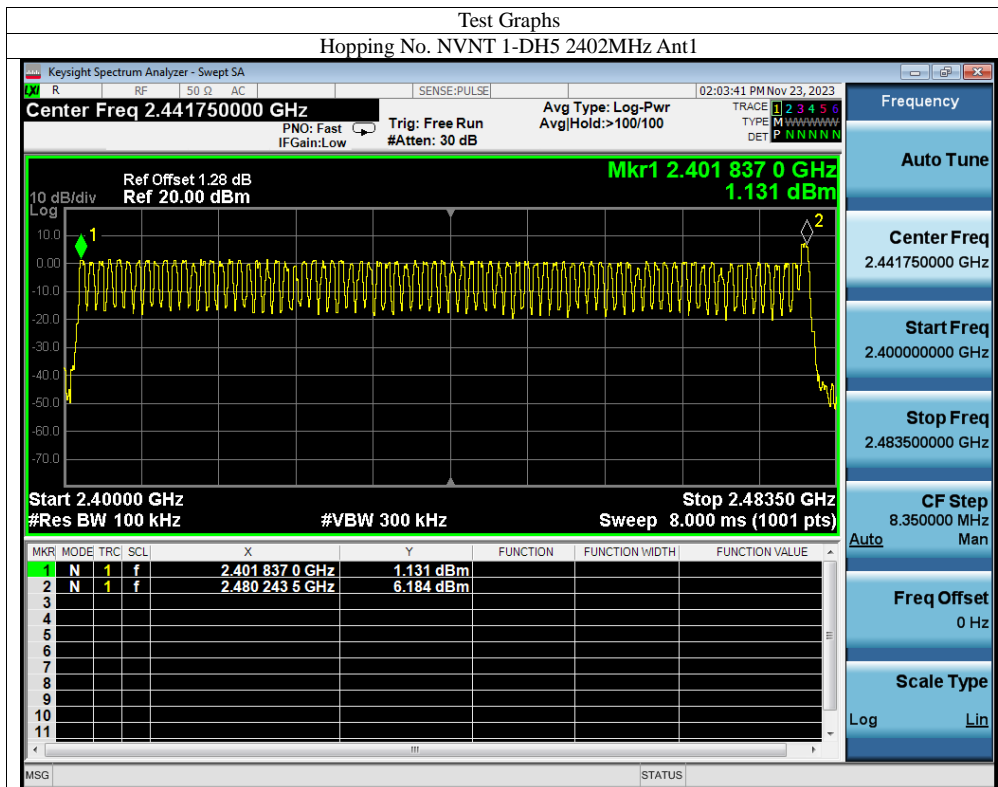 Test Graphs
Hopping No. NVNT 1-DH5 2402MHz Ant1
Keysight Spectrum Analyzer - Swept SA
LXI R RF 50 Ω AC SENSE:PULSE 02:03:41 PM Nov 23, 2023
Center Freq 2.441750000 GHz
PNO: Fast
IFGain:Low
Trig: Free Run
#Atten: 30 dB
Avg Type: Log-Pwr
Avg|Hold:>100/100
TRACE 1 2 3 4 5 6
TYPE M WWWWW
DET P N N N N N
Mkr1 2.401 837 0 GHz
1.131 dBm
Ref Offset 1.28 dB
10 dB/div Ref 20.00 dBm
Log
10.0
0.00
-10.0
-20.0
-30.0
-40.0
-50.0
-60.0
-70.0
1
2
Start 2.40000 GHz Stop 2.48350 GHz
#Res BW 100 kHz #VBW 300 kHz Sweep 8.000 ms (1001 pts)
MKR MODE TRC SCL X Y FUNCTION FUNCTION WIDTH FUNCTION VALUE
1 N 1 f 2.401 837 0 GHz 1.131 dBm
2 N 1 f 2.480 243 5 GHz 6.184 dBm
3
4
5
6
7
8
9
10
11
MSG STATUS
Frequency
Auto Tune
Center Freq
2.441750000 GHz
Start Freq
2.400000000 GHz
Stop Freq
2.483500000 GHz
CF Step
8.350000 MHz
Auto Man
Freq Offset
0 Hz
Scale Type
Log Lin